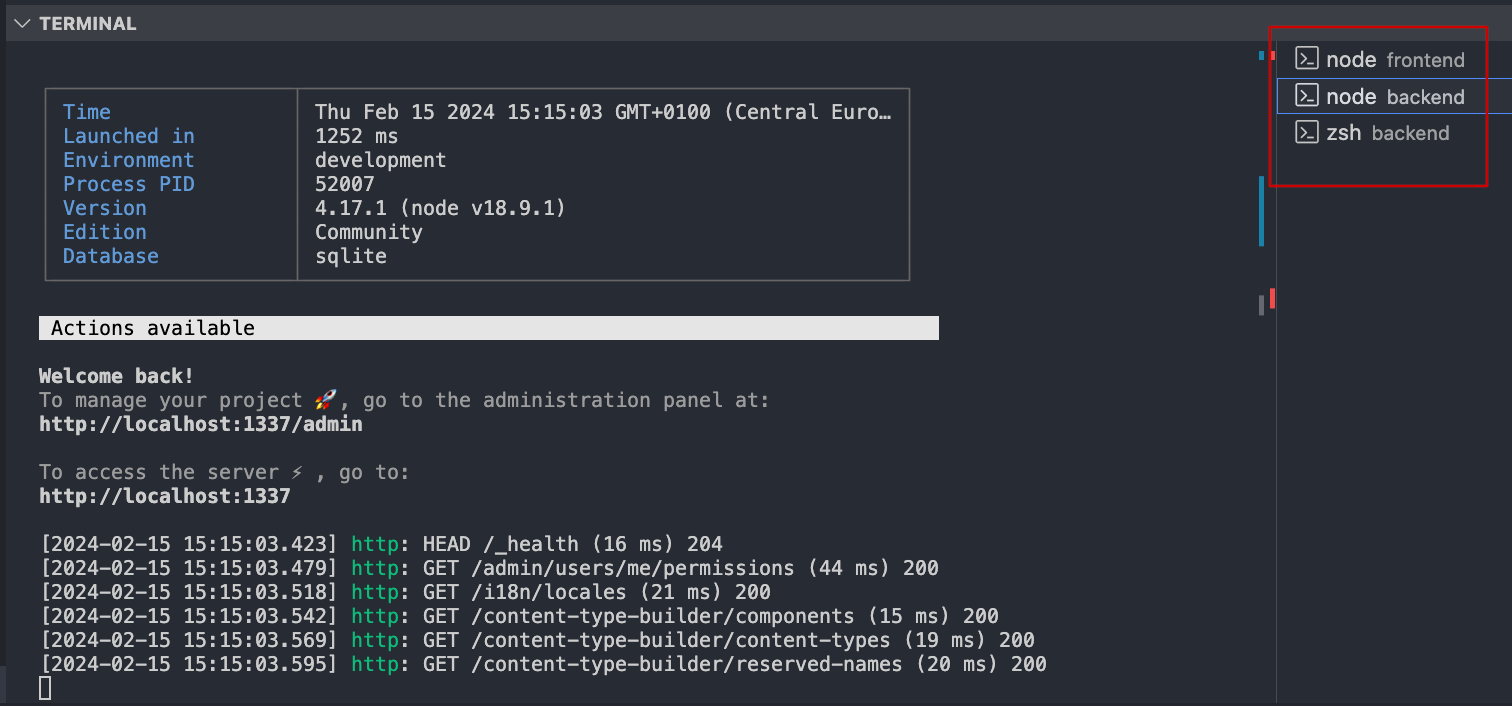 TERMINAL
Time Thu Feb 15 2024 15:15:03 GMT+0100 (Central Euro…
Launched in 1252 ms
Environment development
Process PID 52007
Version 4.17.1 (node v18.9.1)
Edition Community
Database sqlite
Actions available
Welcome back!
To manage your project 🚀, go to the administration panel at:
http://localhost:1337/admin
To access the server ⚡ , go to:
http://localhost:1337
[2024-02-15 15:15:03.423] http: HEAD /_health (16 ms) 204
[2024-02-15 15:15:03.479] http: GET /admin/users/me/permissions (44 ms) 200
[2024-02-15 15:15:03.518] http: GET /i18n/locales (21 ms) 200
[2024-02-15 15:15:03.542] http: GET /content-type-builder/components (15 ms) 200
[2024-02-15 15:15:03.569] http: GET /content-type-builder/content-types (19 ms) 200
[2024-02-15 15:15:03.595] http: GET /content-type-builder/reserved-names (20 ms) 200
node frontend
node backend
zsh backend